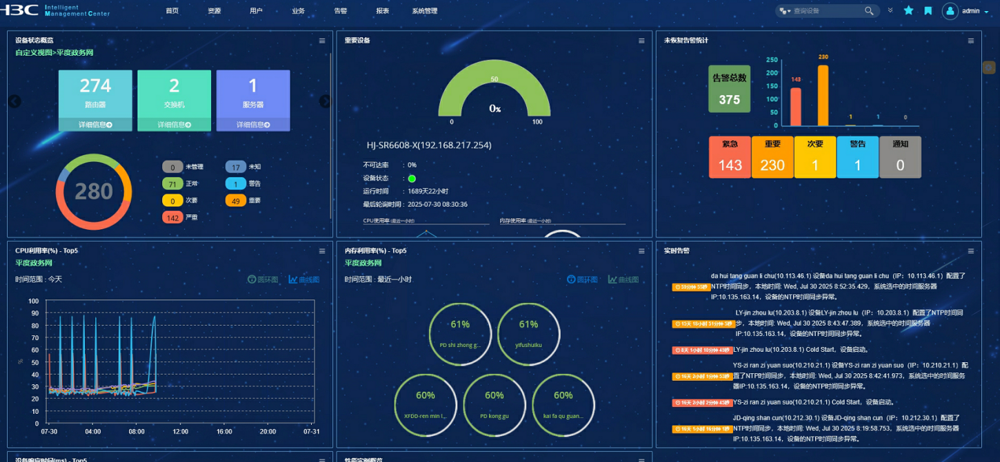 H3C Intelligent
Management Center
首页 资源 用户 业务 告警 报表 系统管理
查询设备
admin
设备状态概览
自定义视图>平度政务网
274
路由器
详细信息
2
交换机
详细信息
1
服务器
详细信息
280
0 未管理
17 未知
71 正常
1 警告
0 次要
49 重要
142 严重
重要设备
50
0%
0
100
HJ-SR6608-X(192.168.217.254)
不可达率 : 0%
设备状态 :
运行时间 : 1689天22小时
最后轮询时间 : 2025-07-30 08:30:36
CPU使用率 (最近一小时)
内存使用率 (最近一小时)
未恢复告警统计
告警总数
375
250
200
150
100
50
0
143
230
1
1
0
紧急
143
重要
230
次要
1
警告
1
通知
0
CPU利用率(%) - Top5
平度政务网
时间范围 : 今天
圆环图
曲线图
100
90
80
70
60
50
40
30
20
10
0
%
07-30 04:00 08:00 12:00 16:00 20:00 07-31
内存利用率(%) - Top5
平度政务网
时间范围 : 最近一小时
圆环图
曲线图
61%
PD shi zhong g...
61%
yifushuiku
60%
XFDD-ren min l...
60%
PD kong gu
60%
kai fa qu guan...
实时告警
59分钟 55秒
da hui tang guan li chu(10.113.46.1) 设备da hui tang guan li chu（IP：10.113.46.1）配置了
NTP时间同步，本地时间: Wed, Jul 30 2025 8:52:35.429，系统选中的时间服务器
IP:10.135.163.14，设备的NTP时间同步异常。
LY-jin zhou lu(10.203.8.1) 设备LY-jin zhou lu（IP：10.203.8.1）配置了NTP时间同
步，本地时间: Wed, Jul 30 2025 8:43:47.389，系统选中的时间服务器
IP:10.135.163.14，设备的NTP时间同步异常。
LY-jin zhou lu(10.203.8.1) Cold Start，设备启动。
YS-zi ran zi yuan suo(10.210.21.1) 设备YS-zi ran zi yuan suo（IP：10.210.21.1）配
置了NTP时间同步，本地时间: Wed, Jul 30 2025 8:42:41.973，系统选中的时间服务
器IP:10.135.163.14，设备的NTP时间同步异常。
YS-zi ran zi yuan suo(10.210.21.1) Cold Start，设备启动。
JD-qing shan cun(10.212.30.1) 设备JD-qing shan cun（IP：10.212.30.1）配置了
NTP时间同步，本地时间: Wed, Jul 30 2025 8:19:58.753，系统选中的时间服务器
IP:10.135.163.14，设备的NTP时间同步异常。
设备响应时间(ms) - Top5
性能实例概览